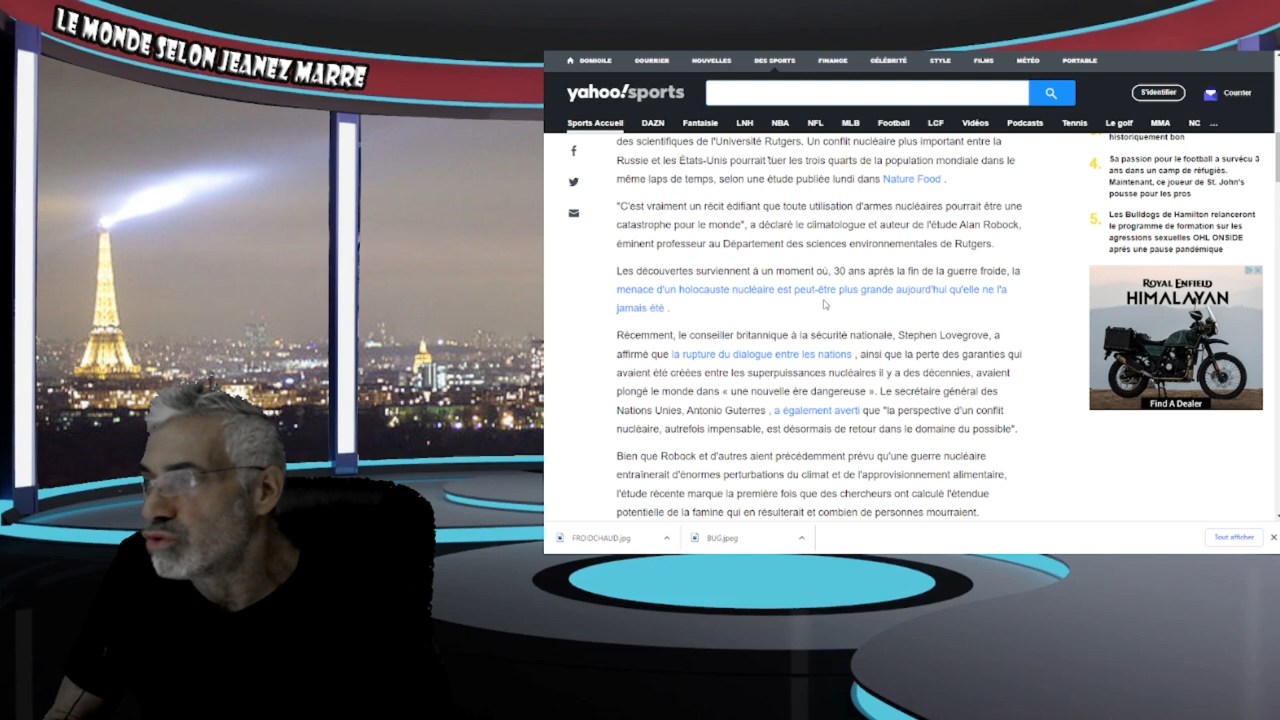 LE MONDE SELON JEANEZ MARRE
DOMICILE COURRIER NOUVELLES DES SPORTS FINANCE CÉLÉBRITÉ STYLE FILMS MÉTÉO PORTABLE
yahoo!sports
S'identifier
Courrier
Sports Accueil DAZN Fantaisie LNH NBA NFL MLB Football LCF Vidéos Podcasts Tennis Le golf MMA NC ...
des scientifiques de l'Université Rutgers. Un conflit nucléaire plus important entre la
Russie et les États-Unis pourrait tuer les trois quarts de la population mondiale dans le
même laps de temps, selon une étude publiée lundi dans Nature Food .
"C'est vraiment un récit édifiant que toute utilisation d'armes nucléaires pourrait être une
catastrophe pour le monde", a déclaré le climatologue et auteur de l'étude Alan Robock,
éminent professeur au Département des sciences environnementales de Rutgers.
Les découvertes surviennent à un moment où, 30 ans après la fin de la guerre froide, la
menace d'un holocauste nucléaire est peut-être plus grande aujourd'hui qu'elle ne l'a
jamais été .
Récemment, le conseiller britannique à la sécurité nationale, Stephen Lovegrove, a
affirmé que la rupture du dialogue entre les nations , ainsi que la perte des garanties qui
avaient été créées entre les superpuissances nucléaires il y a des décennies, avaient
plongé le monde dans « une nouvelle ère dangereuse ». Le secrétaire général des
Nations Unies, Antonio Guterres , a également averti que "la perspective d'un conflit
nucléaire, autrefois impensable, est désormais de retour dans le domaine du possible".
Bien que Robock et d'autres aient précédemment prévu qu'une guerre nucléaire
entraînerait d'énormes perturbations du climat et de l'approvisionnement alimentaire,
l'étude récente marque la première fois que des chercheurs ont calculé l'étendue
potentielle de la famine qui en résulterait et combien de personnes mourraient.
historiquement bon
4. Sa passion pour le football a survécu à
ans dans un camp de réfugiés.
Maintenant, ce joueur de St. John's
pousse pour les pros
5. Les Bulldogs de Hamilton relanceront
le programme de formation sur les
agressions sexuelles OHL ONSIDE
après une pause pandémique
ROYAL ENFIELD
HIMALAYAN
Find A Dealer
FROIDCHAUD.jpg
BUG.jpeg
Tout afficher